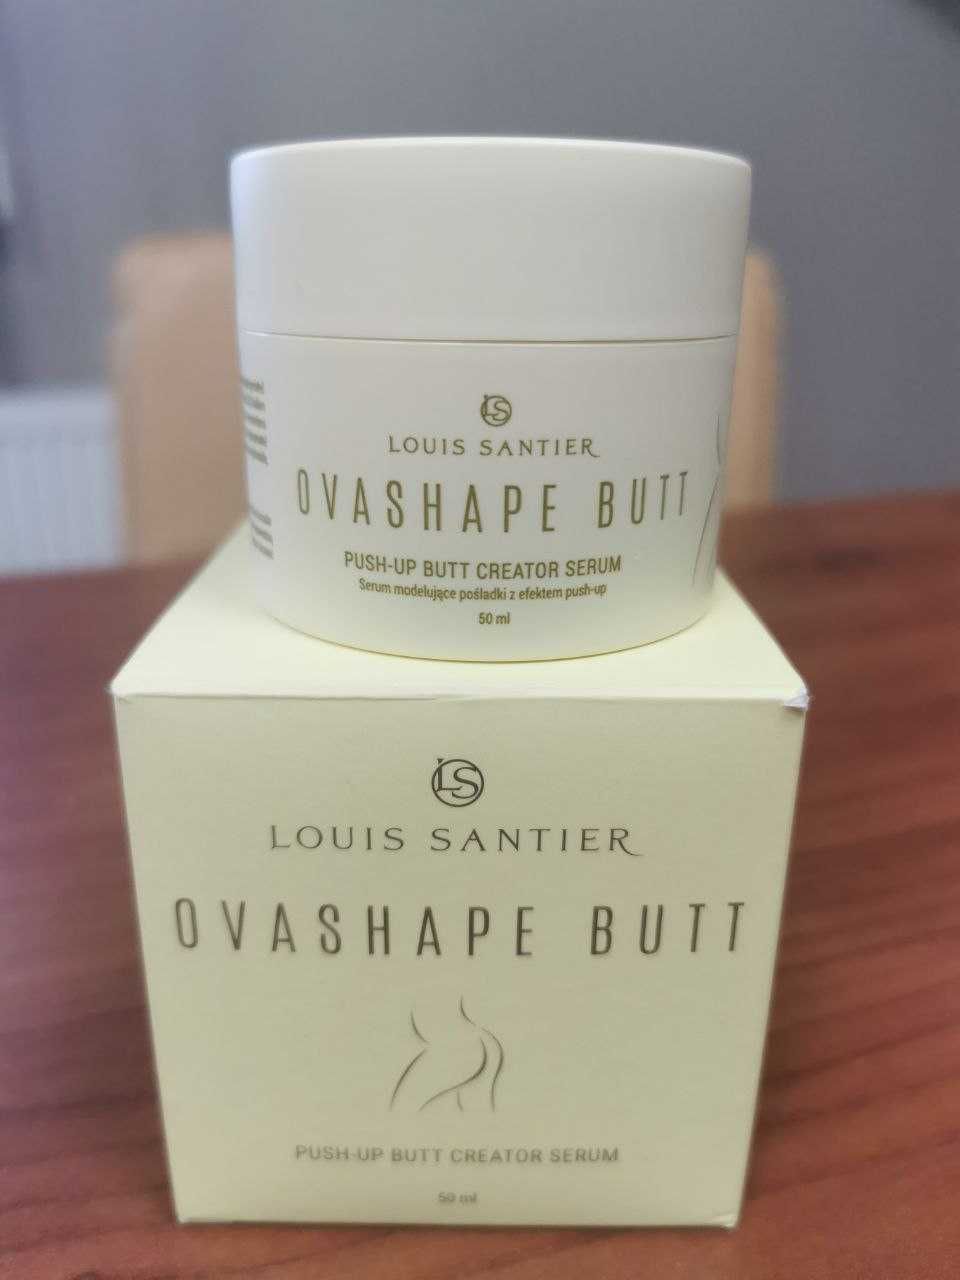 LS
LOUIS SANTIER
OVASHAPE BUTT
PUSH-UP BUTT CREATOR SERUM
Serum modelujące pośladki z efektem push-up
50 ml
LS
LOUIS SANTIER
OVASHAPE BUTT
PUSH-UP BUTT CREATOR SERUM
50 ml